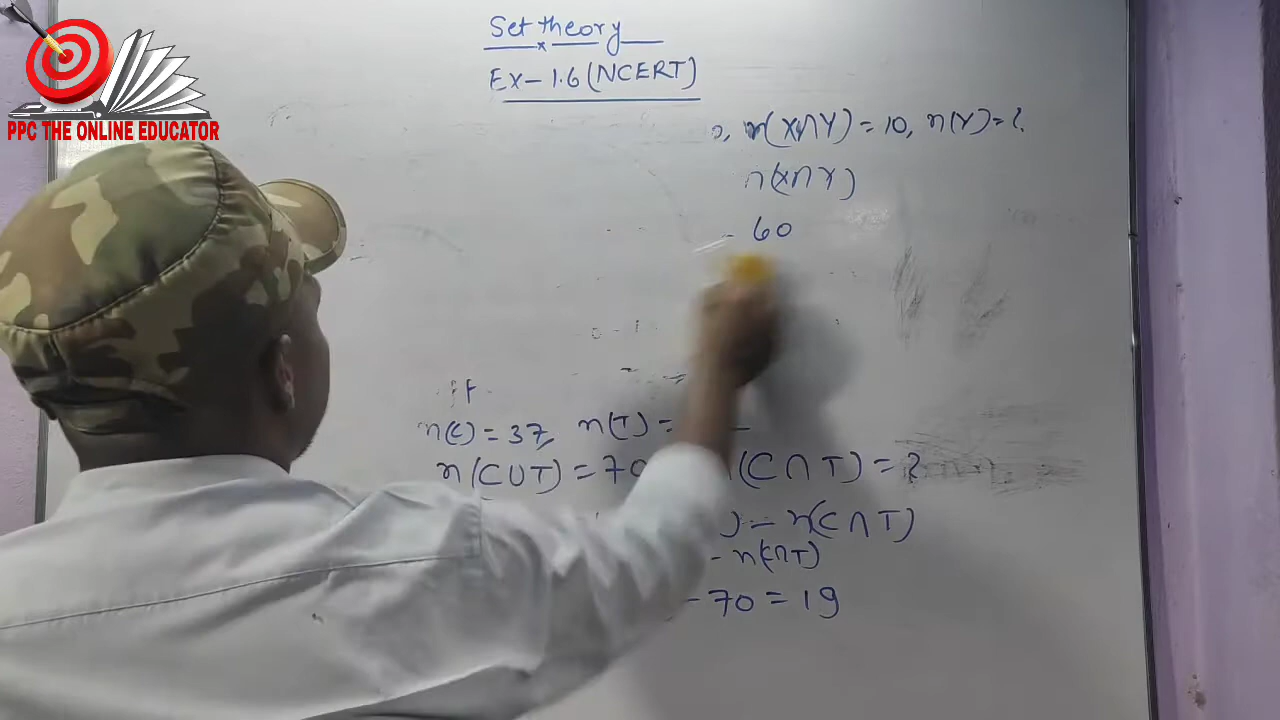 PPC THE ONLINE EDUCATOR
Set theory
Ex-1.6 (NCERT)
n(X∩Y) = 10, n(Y) = ?
n(X∩Y)
- 60
n(C) = 37, n(T) =
n(C∪T) = 70 n(C∩T) = ?
) - n(C∩T)
- n(C∩T)
- 70 = 19